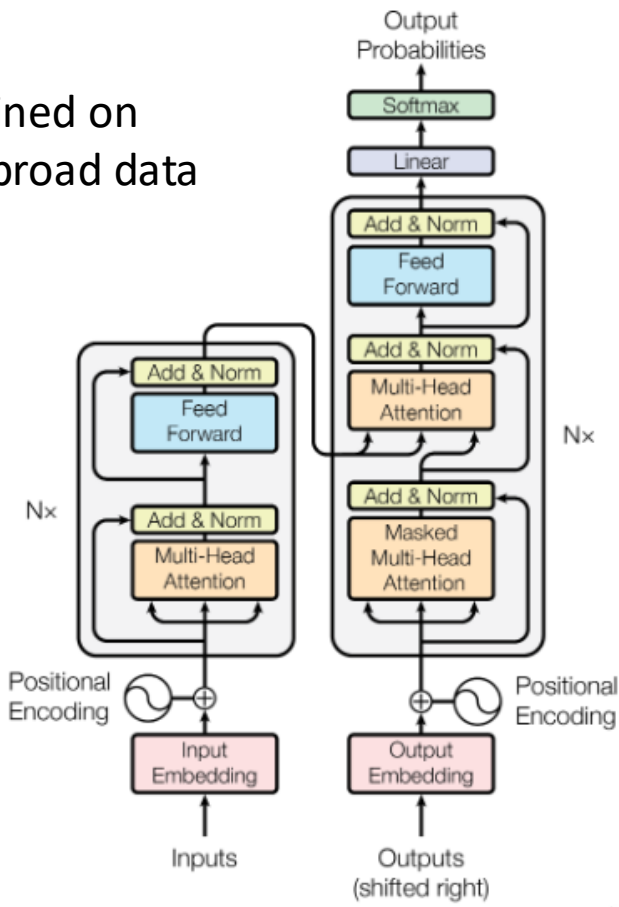 ined on
broad data
Output
Probabilities
Softmax
Linear
Add & Norm
Feed
Forward
Add & Norm
Multi-Head
Attention
Nx
Add & Norm
Masked
Multi-Head
Attention
Positional
Encoding
Output
Embedding
Outputs
(shifted right)
Add & Norm
Feed
Forward
Nx
Add & Norm
Multi-Head
Attention
Positional
Encoding
Input
Embedding
Inputs